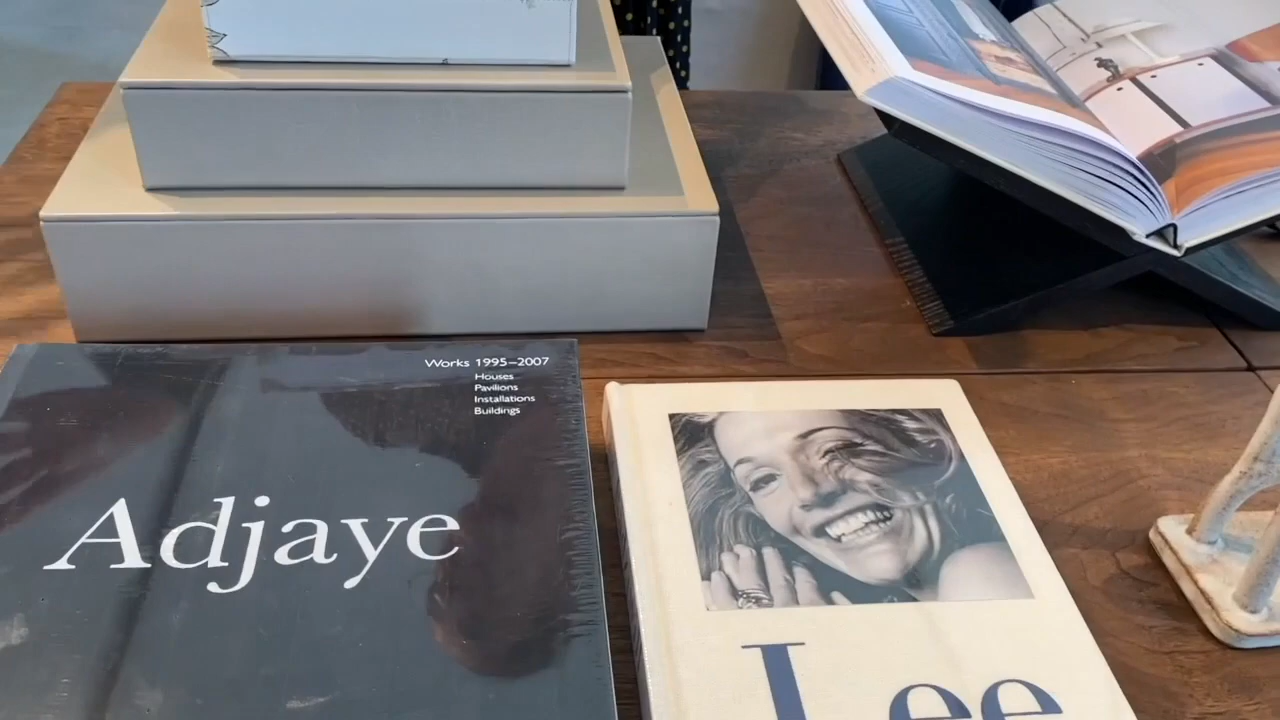 Works 1995–2007
Houses
Pavilions
Installations
Buildings
Adjaye
Lee